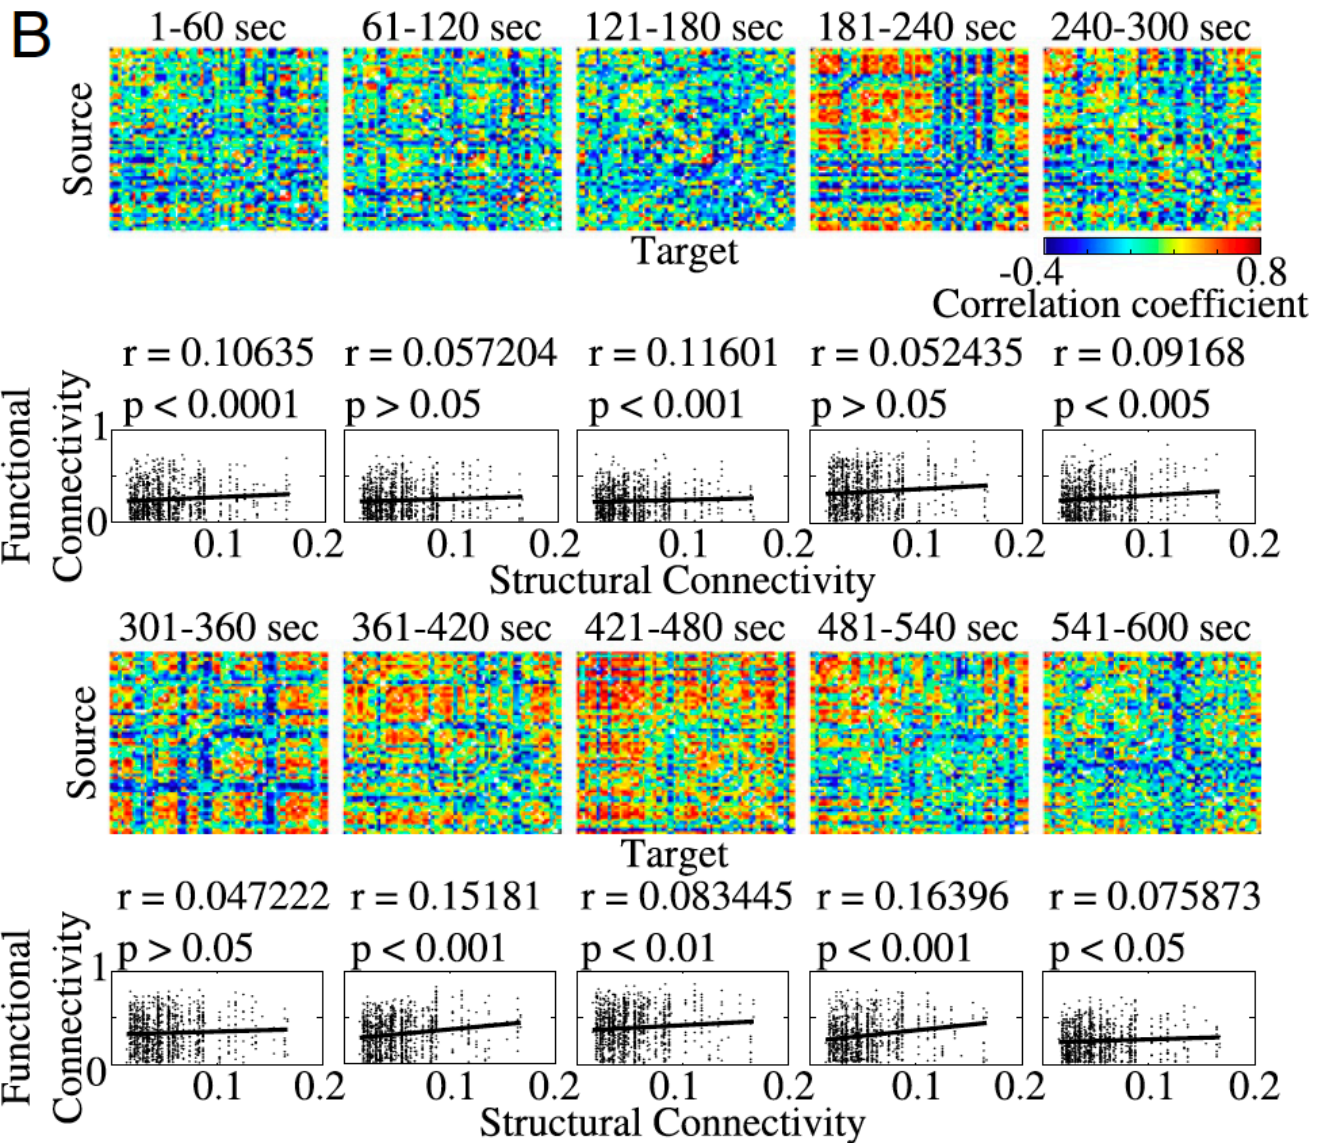 B
1-60 sec 61-120 sec 121-180 sec 181-240 sec 240-300 sec
Source
Target
-0.4 0.8
Correlation coefficient
r = 0.10635 r = 0.057204 r = 0.11601 r = 0.052435 r = 0.09168
p < 0.0001 p > 0.05 p < 0.001 p > 0.05 p < 0.005
Functional
Connectivity
1
0
0.1 0.2 0.1 0.2 0.1 0.2 0.1 0.2 0.1 0.2
Structural Connectivity
301-360 sec 361-420 sec 421-480 sec 481-540 sec 541-600 sec
Source
Target
r = 0.047222 r = 0.15181 r = 0.083445 r = 0.16396 r = 0.075873
p > 0.05 p < 0.001 p < 0.01 p < 0.001 p < 0.05
Functional
Connectivity
1
0
0.1 0.2 0.1 0.2 0.1 0.2 0.1 0.2 0.1 0.2
Structural Connectivity